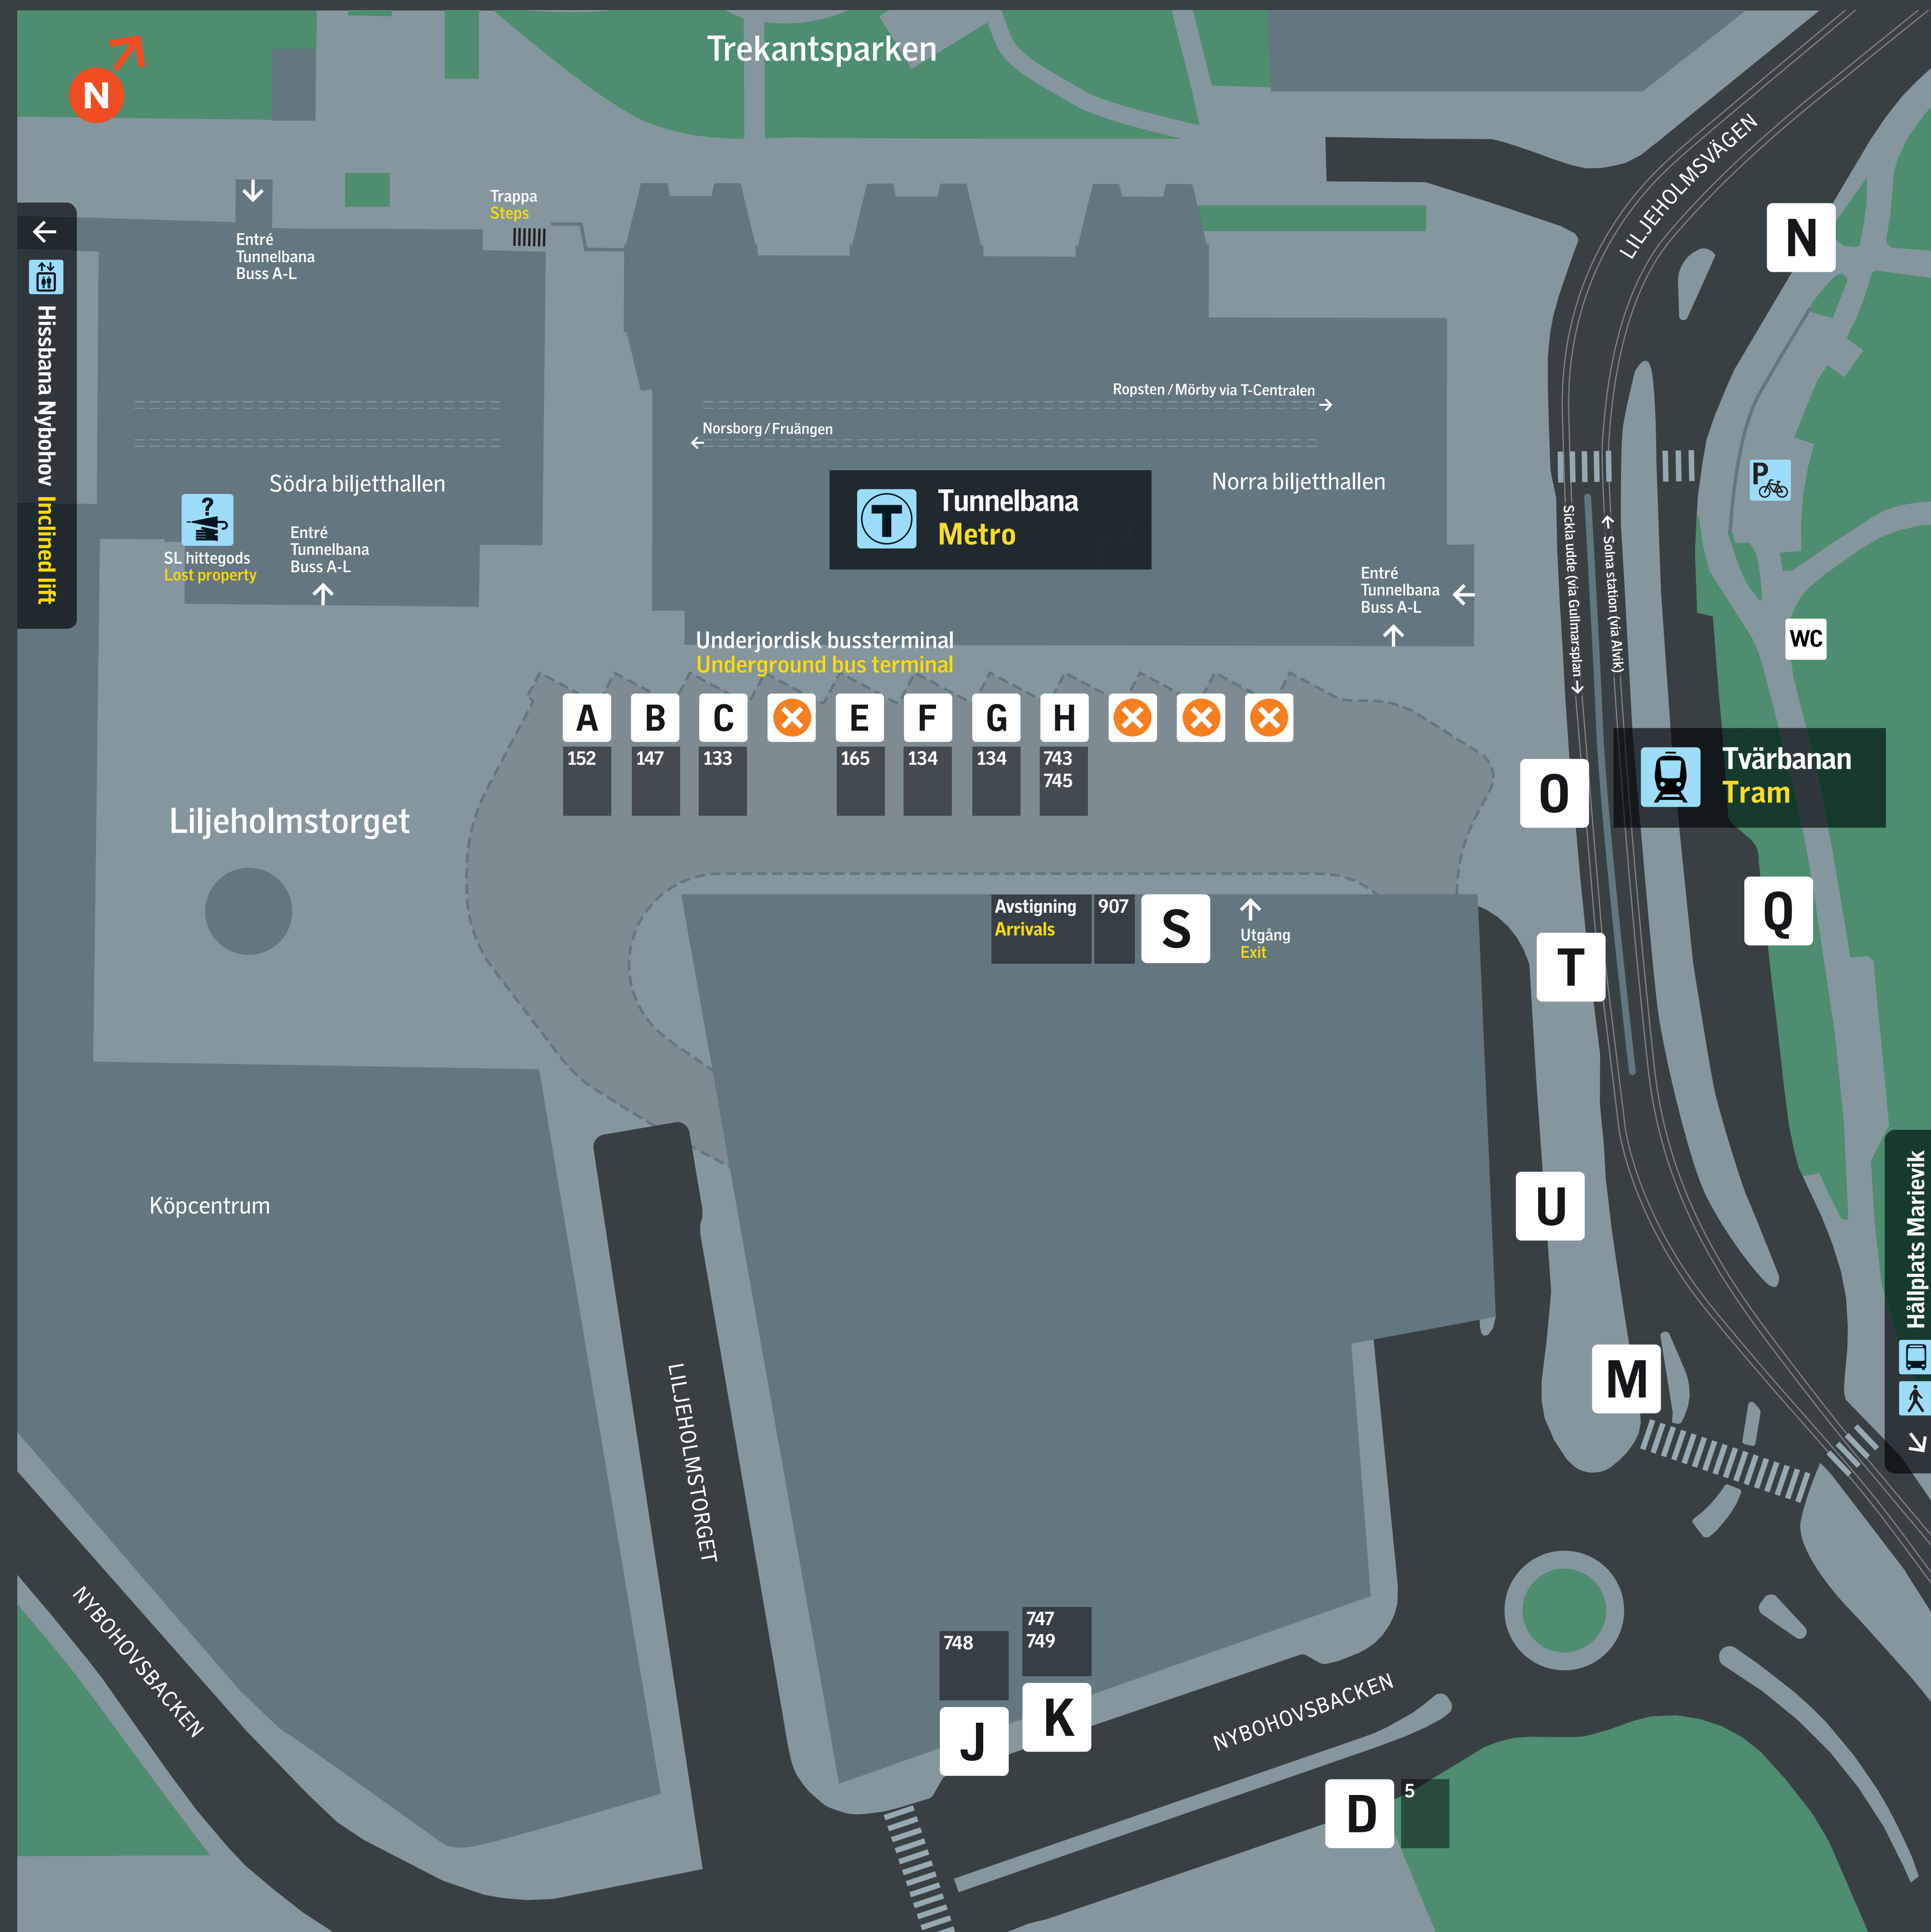 Trekantsparken
N
LILJEHOLMSVÄGEN
Trappa
Steps
N
Entré
Tunnelbana
Buss A-L
Hissbana Nybohov Inclined lift
Ropsten / Mörby via T-Centralen
Norsborg / Fruängen
Södra biljetthallen
Norra biljetthallen
P
T
Tunnelbana
Metro
?
SL hittegods
Lost property
Entré
Tunnelbana
Buss A-L
Entré
Tunnelbana
Buss A-L
Sickla udde (via Gullmarsplan)
Solna station (via Alvik)
WC
Underjordisk bussterminal
Underground bus terminal
A
B
C
E
F
G
H
152
147
133
165
134
134
743
745
O
Tvärbanan
Tram
Liljeholmstorget
Avstigning
Arrivals
907
S
Utgång
Exit
Q
T
U
Köpcentrum
Hållplats Marievik
M
LILJEHOLMSTORGET
NYBOHOVSBACKEN
748
747
749
J
K
NYBOHOVSBACKEN
D
5